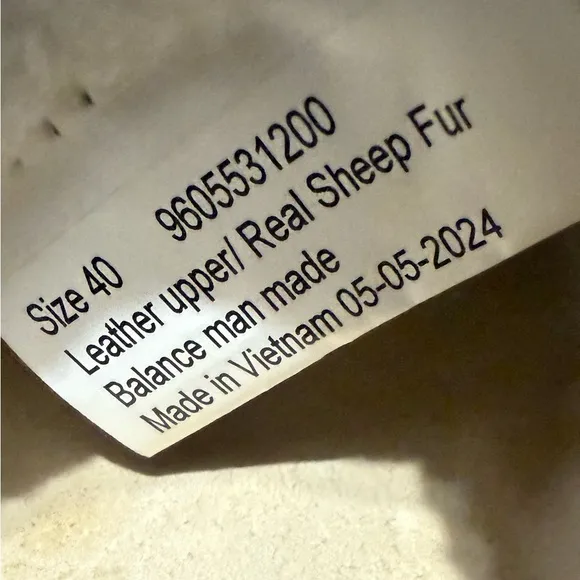 Size 40 9605531200
Leather upper/ Real Sheep Fur
Balance man made
Made in Vietnam 05-05-2024